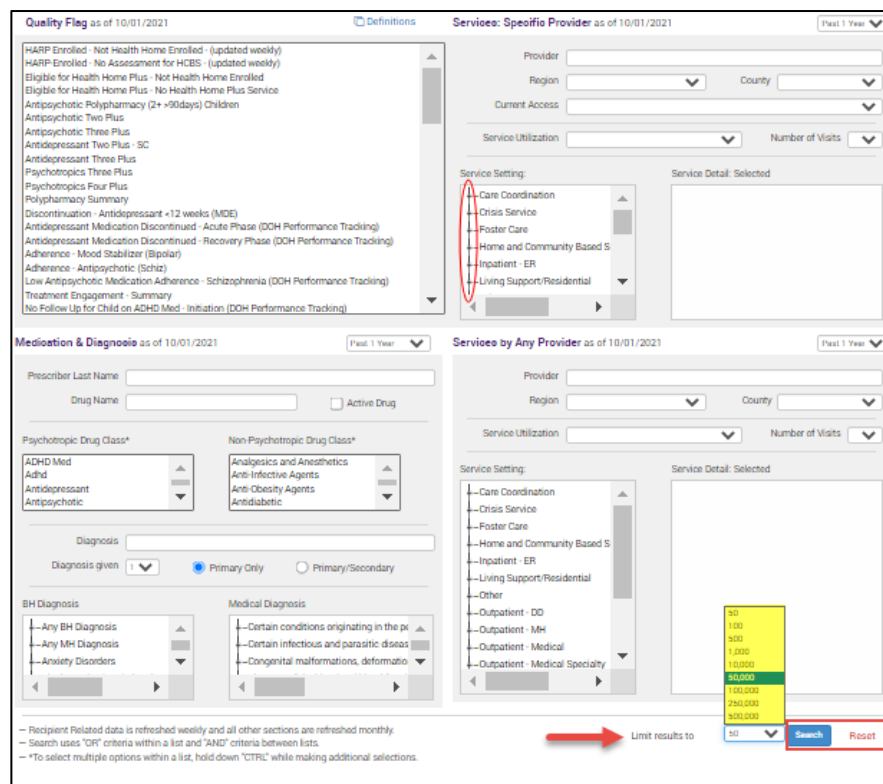 Quality Flag as of 10/01/2021
Definitions
HARP Enrolled - Not Health Home Enrolled - (updated weekly)
HARP-Enrolled - No Assessment for HCBS - (updated weekly)
Eligible for Health Home Plus - Not Health Home Enrolled
Eligible for Health Home Plus - No Health Home Plus Service
Antipsychotic Polypharmacy (2+ >90days) Children
Antipsychotic Two Plus
Antipsychotic Three Plus
Antidepressant Two Plus - SC
Antidepressant Three Plus
Psychotropics Three Plus
Psychotropics Four Plus
Polypharmacy Summary
Discontinuation - Antidepressant <12 weeks (MDE)
Antidepressant Medication Discontinued - Acute Phase (DOH Performance Tracking)
Antidepressant Medication Discontinued - Recovery Phase (DOH Performance Tracking)
Adherence - Mood Stabilizer (Bipolar)
Adherence - Antipsychotic (Schiz)
Low Antipsychotic Medication Adherence - Schizophrenia (DOH Performance Tracking)
Treatment Engagement - Summary
No Follow Up for Child on ADHD Med - Initiation (DOH Performance Tracking)
Services: Specific Provider as of 10/01/2021
Past 1 Year
Provider
Region
County
Current Access
Service Utilization
Number of Visits
Service Setting:
Service Detail: Selected
Care Coordination
Crisis Service
Foster Care
Home and Community Based S
Inpatient - ER
Living Support/Residential
Medication & Diagnosis as of 10/01/2021
Past 1 Year
Prescriber Last Name
Drug Name
Active Drug
Psychotropic Drug Class*
Non-Psychotropic Drug Class*
ADHD Med
Adhd
Antidepressant
Antipsychotic
Analgesics and Anesthetics
Anti-Infective Agents
Anti-Obesity Agents
Antidiabetic
Diagnosis
Diagnosis given
1
Primary Only
Primary/Secondary
BH Diagnosis
Medical Diagnosis
Any BH Diagnosis
Any MH Diagnosis
Anxiety Disorders
Certain conditions originating in the pe
Certain infectious and parasitic diseas
Congenital malformations, deformatio
Services by Any Provider as of 10/01/2021
Past 1 Year
Provider
Region
County
Service Utilization
Number of Visits
Service Setting:
Service Detail: Selected
Care Coordination
Crisis Service
Foster Care
Home and Community Based S
Inpatient - ER
Living Support/Residential
Other
Outpatient - DD
Outpatient - MH
Outpatient - Medical
Outpatient - Medical Specialty
50
100
500
1,000
10,000
50,000
100,000
250,000
500,000
— Recipient Related data is refreshed weekly and all other sections are refreshed monthly.
— Search uses "OR" criteria within a list and "AND" criteria between lists.
— *To select multiple options within a list, hold down "CTRL" while making additional selections.
Limit results to
50
Search
Reset